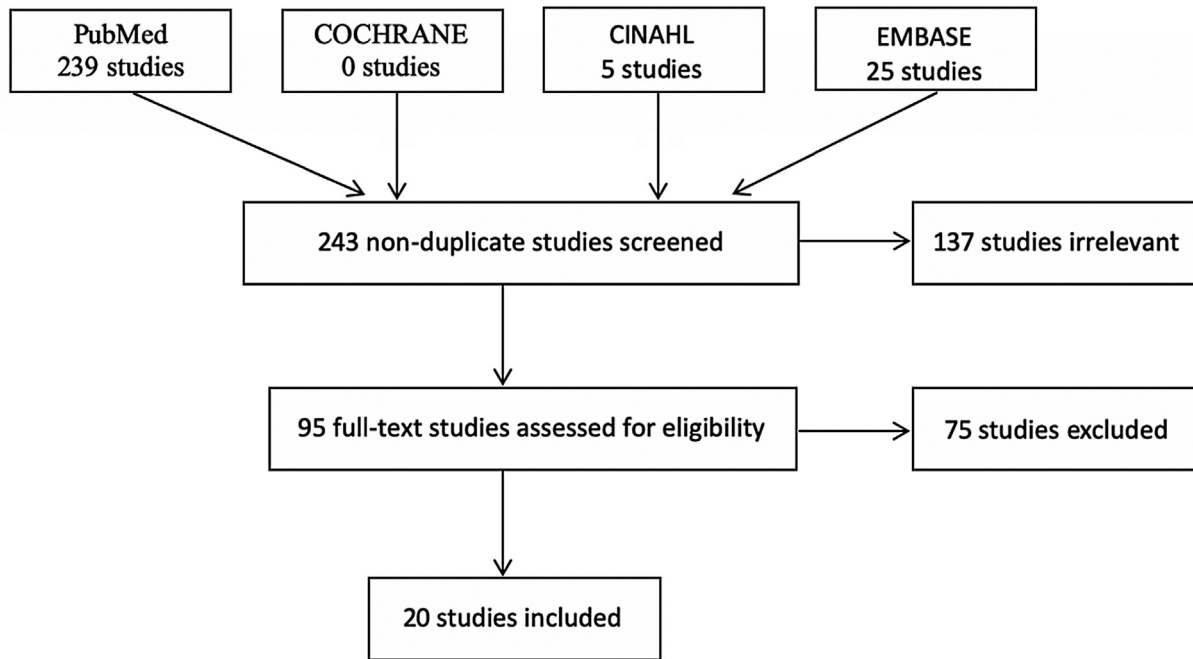 PubMed
239 studies
COCHRANE
0 studies
CINAHL
5 studies
EMBASE
25 studies
243 non-duplicate studies screened
137 studies irrelevant
95 full-text studies assessed for eligibility
75 studies excluded
20 studies included